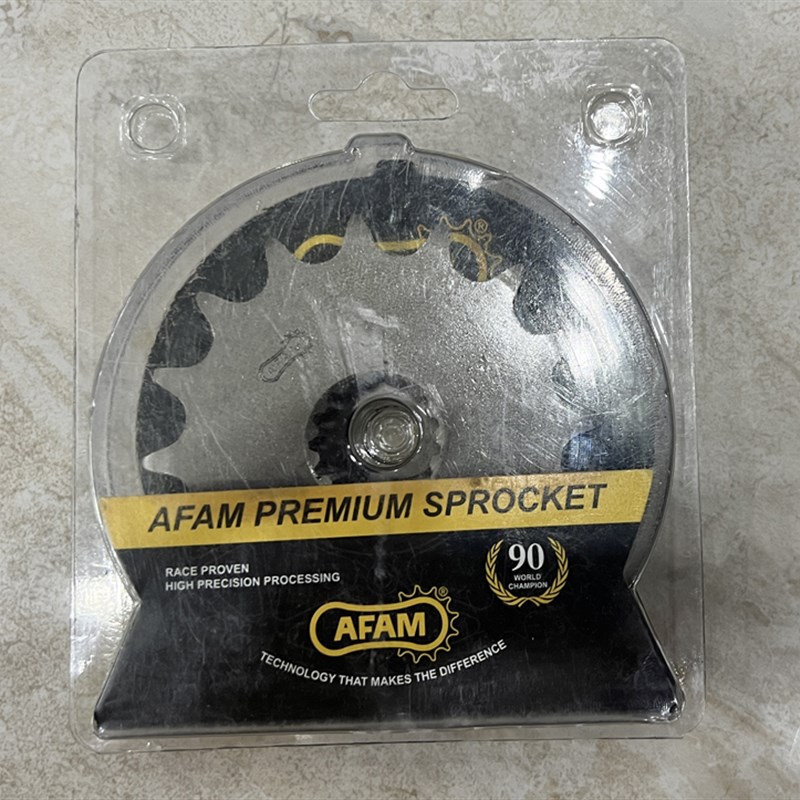 ®
AFAM PREMIUM SPROCKET
RACE PROVEN
HIGH PRECISION PROCESSING
90
WORLD
CHAMPION
AFAM®
TECHNOLOGY THAT MAKES THE DIFFERENCE